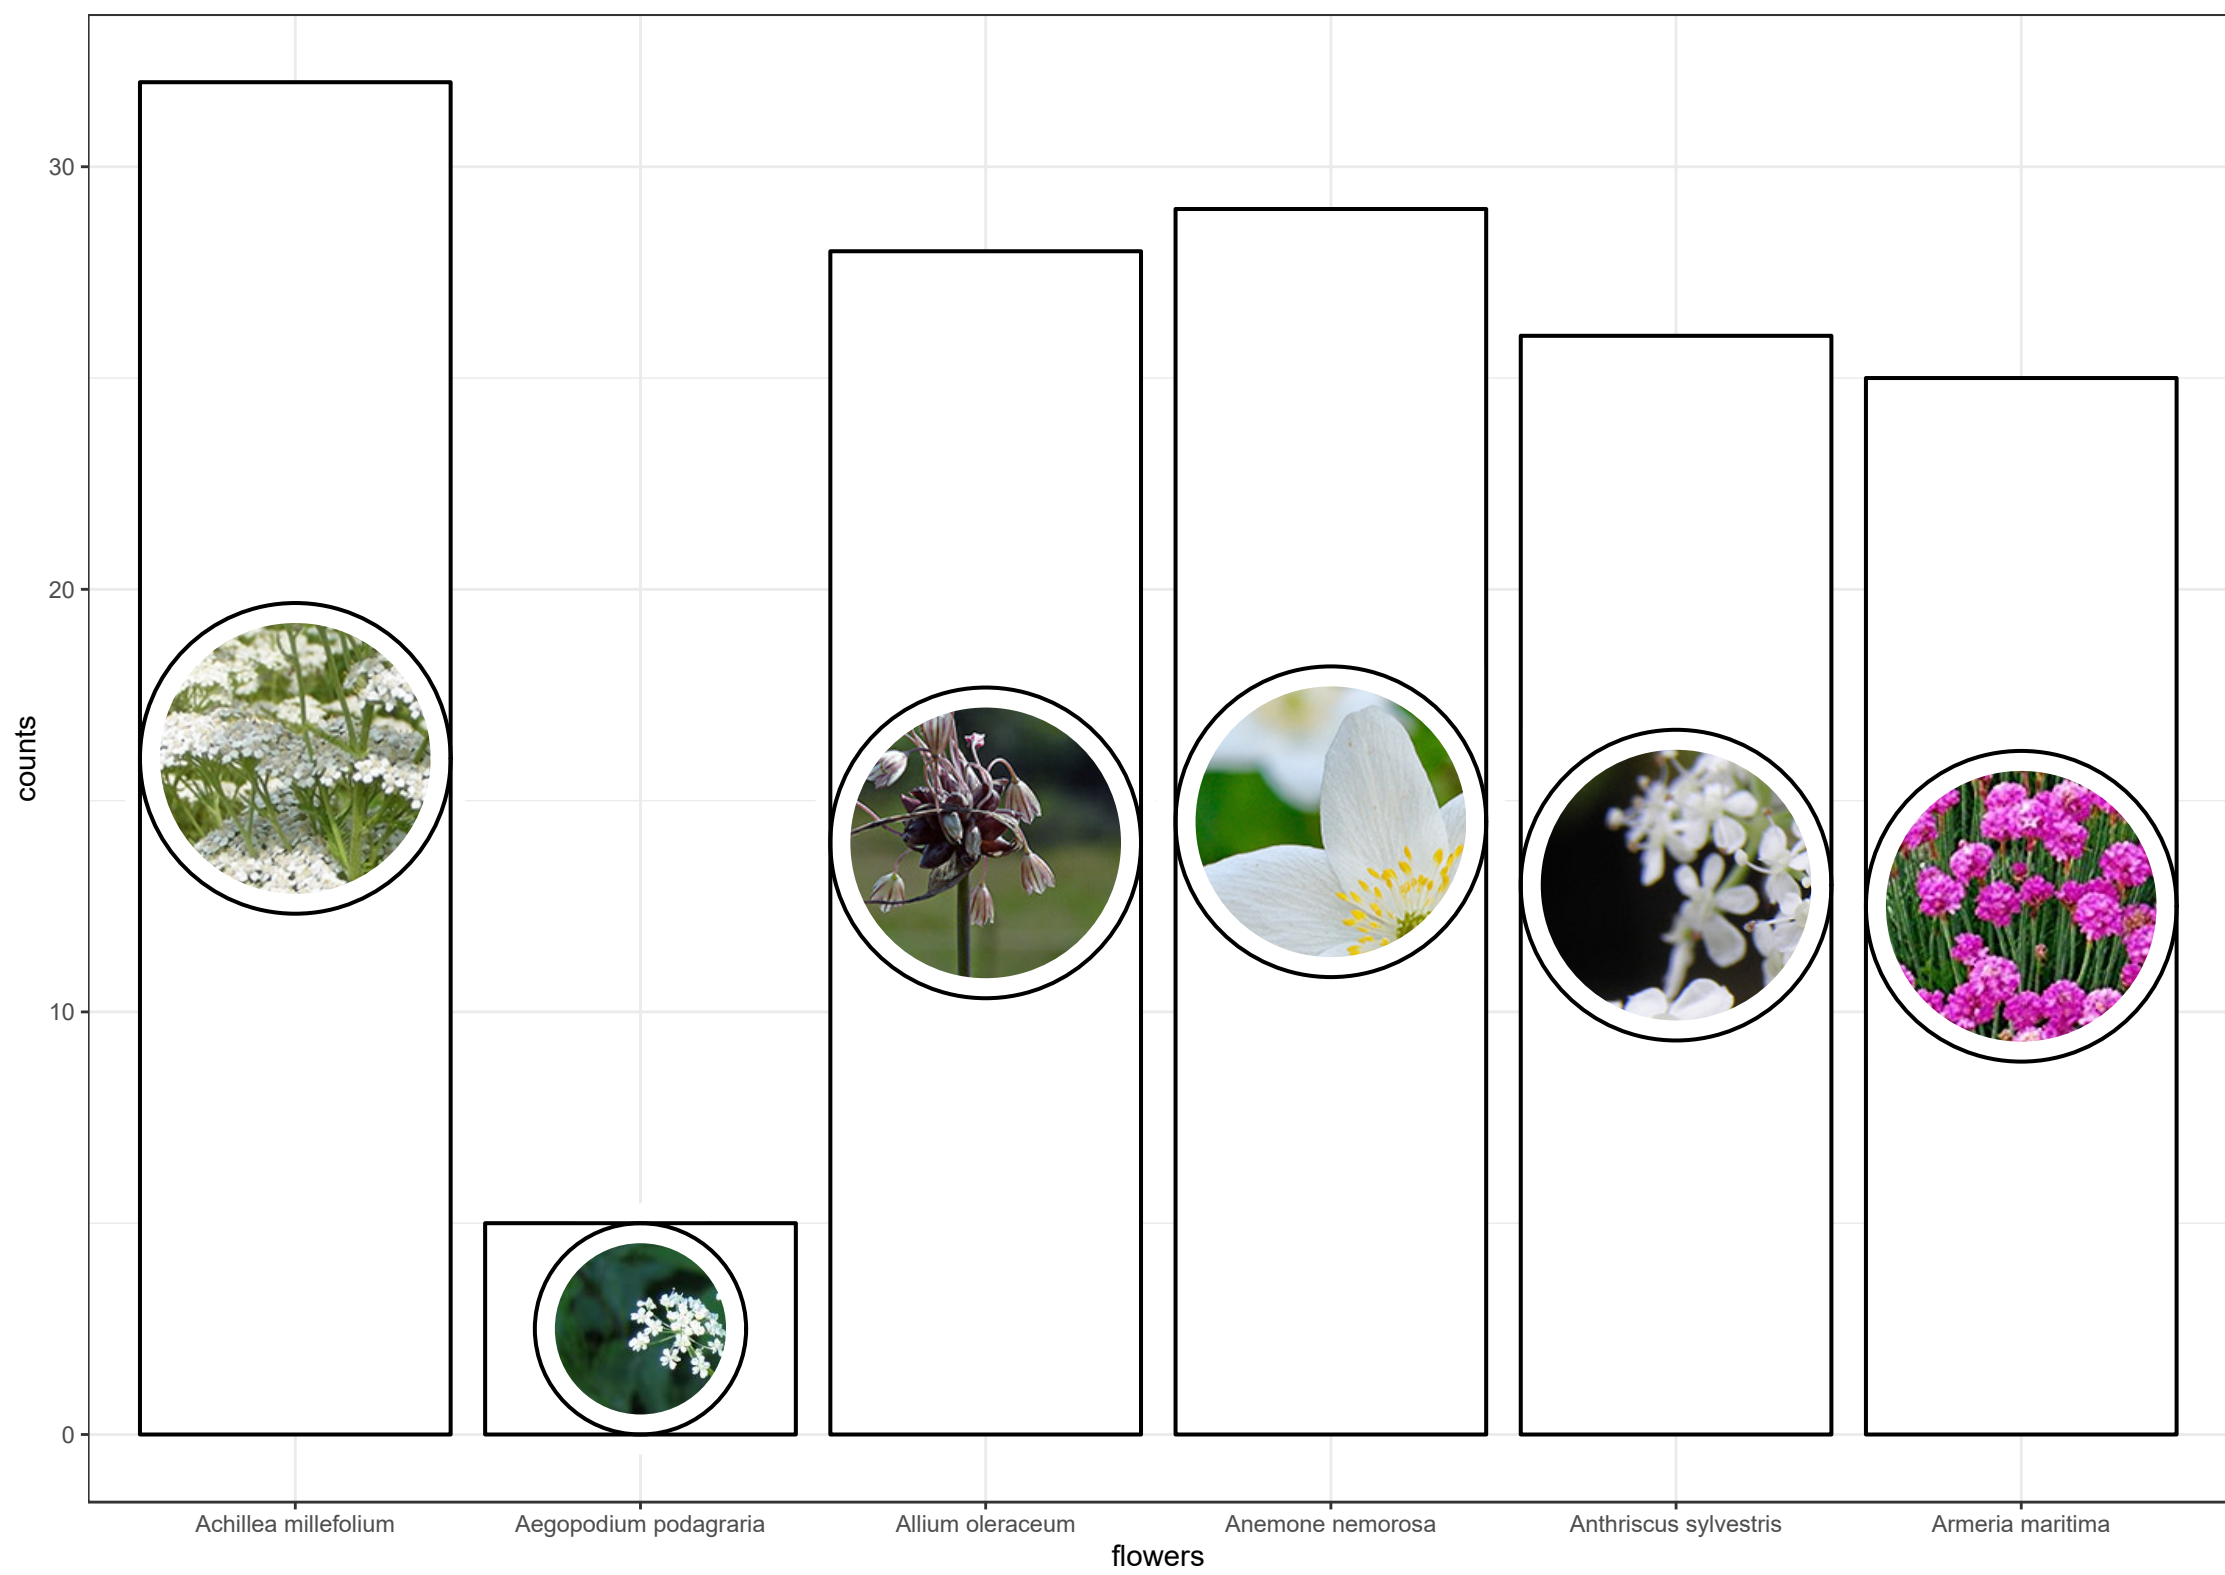 30
20
10
0
counts
Achillea millefolium
Aegopodium podagraria
Allium oleraceum
Anemone nemorosa
Anthriscus sylvestris
Armeria maritima
flowers